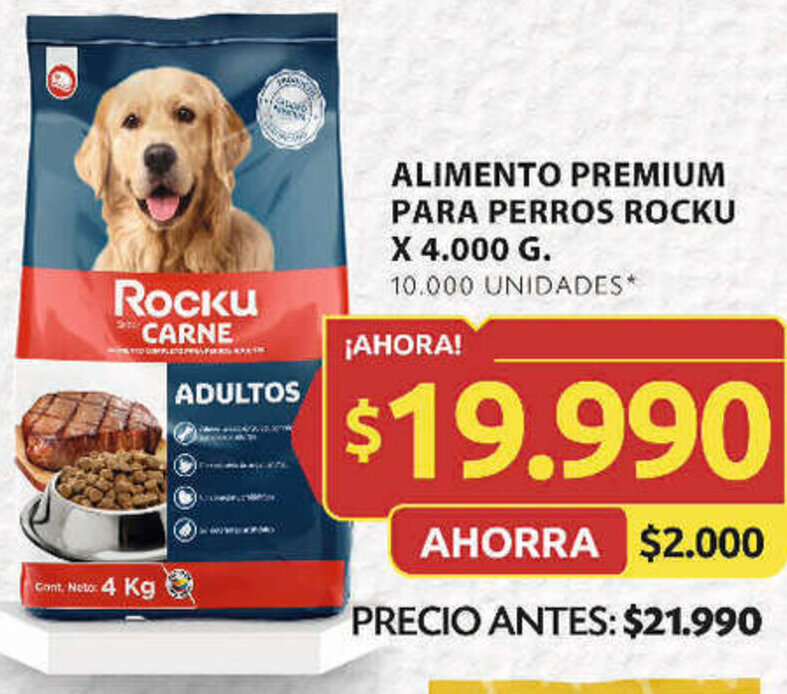 ALIMENTO PREMIUM
PARA PERROS ROCKU
X 4.000 G.
10.000 UNIDADES*
¡AHORA!
$19.990
AHORRA $2.000
PRECIO ANTES: $21.990
ROCKU
CARNE
ADULTOS
Cont. Neto: 4 Kg